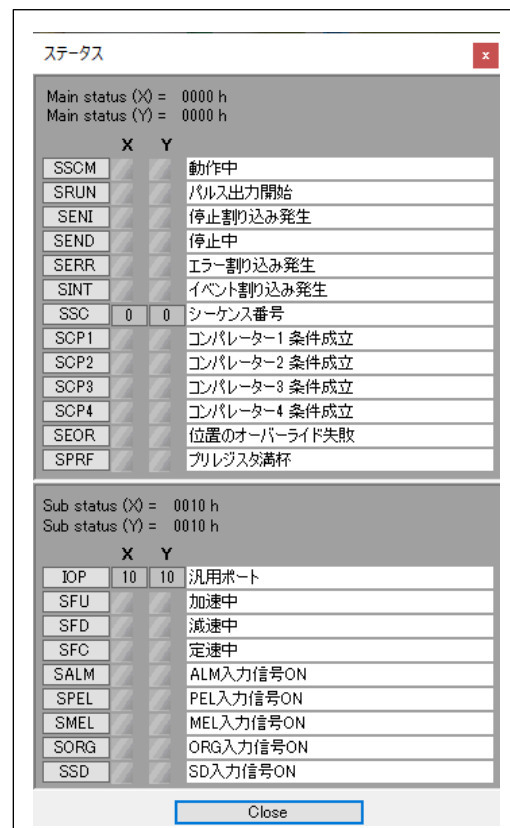 ステータス x
Main status (X) = 0000 h
Main status (Y) = 0000 h
X Y
SSCM 動作中
SRUN パルス出力開始
SENI 停止割り込み発生
SEND 停止中
SERR エラー割り込み発生
SINT イベント割り込み発生
SSC 0 0 シーケンス番号
SCP1 コンパレーター1 条件成立
SCP2 コンパレーター2 条件成立
SCP3 コンパレーター3 条件成立
SCP4 コンパレーター4 条件成立
SEOR 位置のオーバーライド失敗
SPRF プリレジスタ満杯
Sub status (X) = 0010 h
Sub status (Y) = 0010 h
X Y
IOP 10 10 汎用ポート
SFU 加速中
SFD 減速中
SFC 定速中
SALM ALM入力信号ON
SPEL PEL入力信号ON
SMEL MEL入力信号ON
SORG ORG入力信号ON
SSD SD入力信号ON
Close